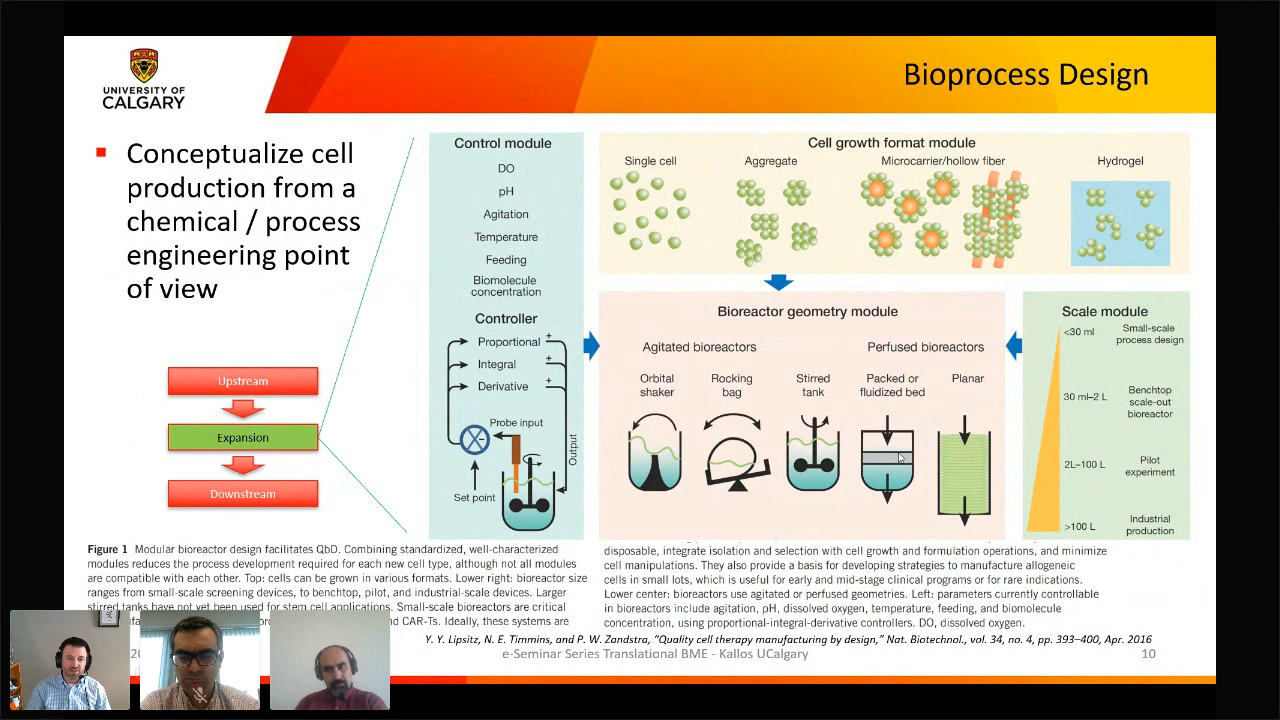 UNIVERSITY OF
CALGARY
Bioprocess Design
Conceptualize cell
production from a
chemical / process
engineering point
of view
Upstream
Expansion
Downstream
Control module
DO
pH
Agitation
Temperature
Feeding
Biomolecule
concentration
Controller
Proportional +
Integral +
Derivative +
Probe input
X -
Output
Set point
Cell growth format module
Single cell
Aggregate
Microcarrier/hollow fiber
Hydrogel
Bioreactor geometry module
Agitated bioreactors
Perfused bioreactors
Orbital
shaker
Rocking
bag
Stirred
tank
Packed or
fluidized bed
Planar
Scale module
<30 ml
Small-scale
process design
30 ml–2 L
Benchtop
scale-out
bioreactor
2L–100 L
Pilot
experiment
>100 L
Industrial
production
Figure 1 Modular bioreactor design facilitates QbD. Combining standardized, well-characterized
modules reduces the process development required for each new cell type, although not all modules
are compatible with each other. Top: cells can be grown in various formats. Lower right: bioreactor size
ranges from small-scale screening devices, to benchtop, pilot, and industrial-scale devices. Larger
stirred tanks have not yet been used for stem cell applications. Small-scale bioreactors are critical
nd CAR-Ts. Ideally, these systems are
disposable, integrate isolation and selection with cell growth and formulation operations, and minimize
cell manipulations. They also provide a basis for developing strategies to manufacture allogeneic
cells in small lots, which is useful for early and mid-stage clinical programs or for rare indications.
Lower center: bioreactors use agitated or perfused geometries. Left: parameters currently controllable
in bioreactors include agitation, pH, dissolved oxygen, temperature, feeding, and biomolecule
concentration, using proportional-integral-derivative controllers. DO, dissolved oxygen.
Y. Y. Lipsitz, N. E. Timmins, and P. W. Zandstra, “Quality cell therapy manufacturing by design,” Nat. Biotechnol., vol. 34, no. 4, pp. 393–400, Apr. 2016
e-Seminar Series Translational BME - Kallos UCalgary
10